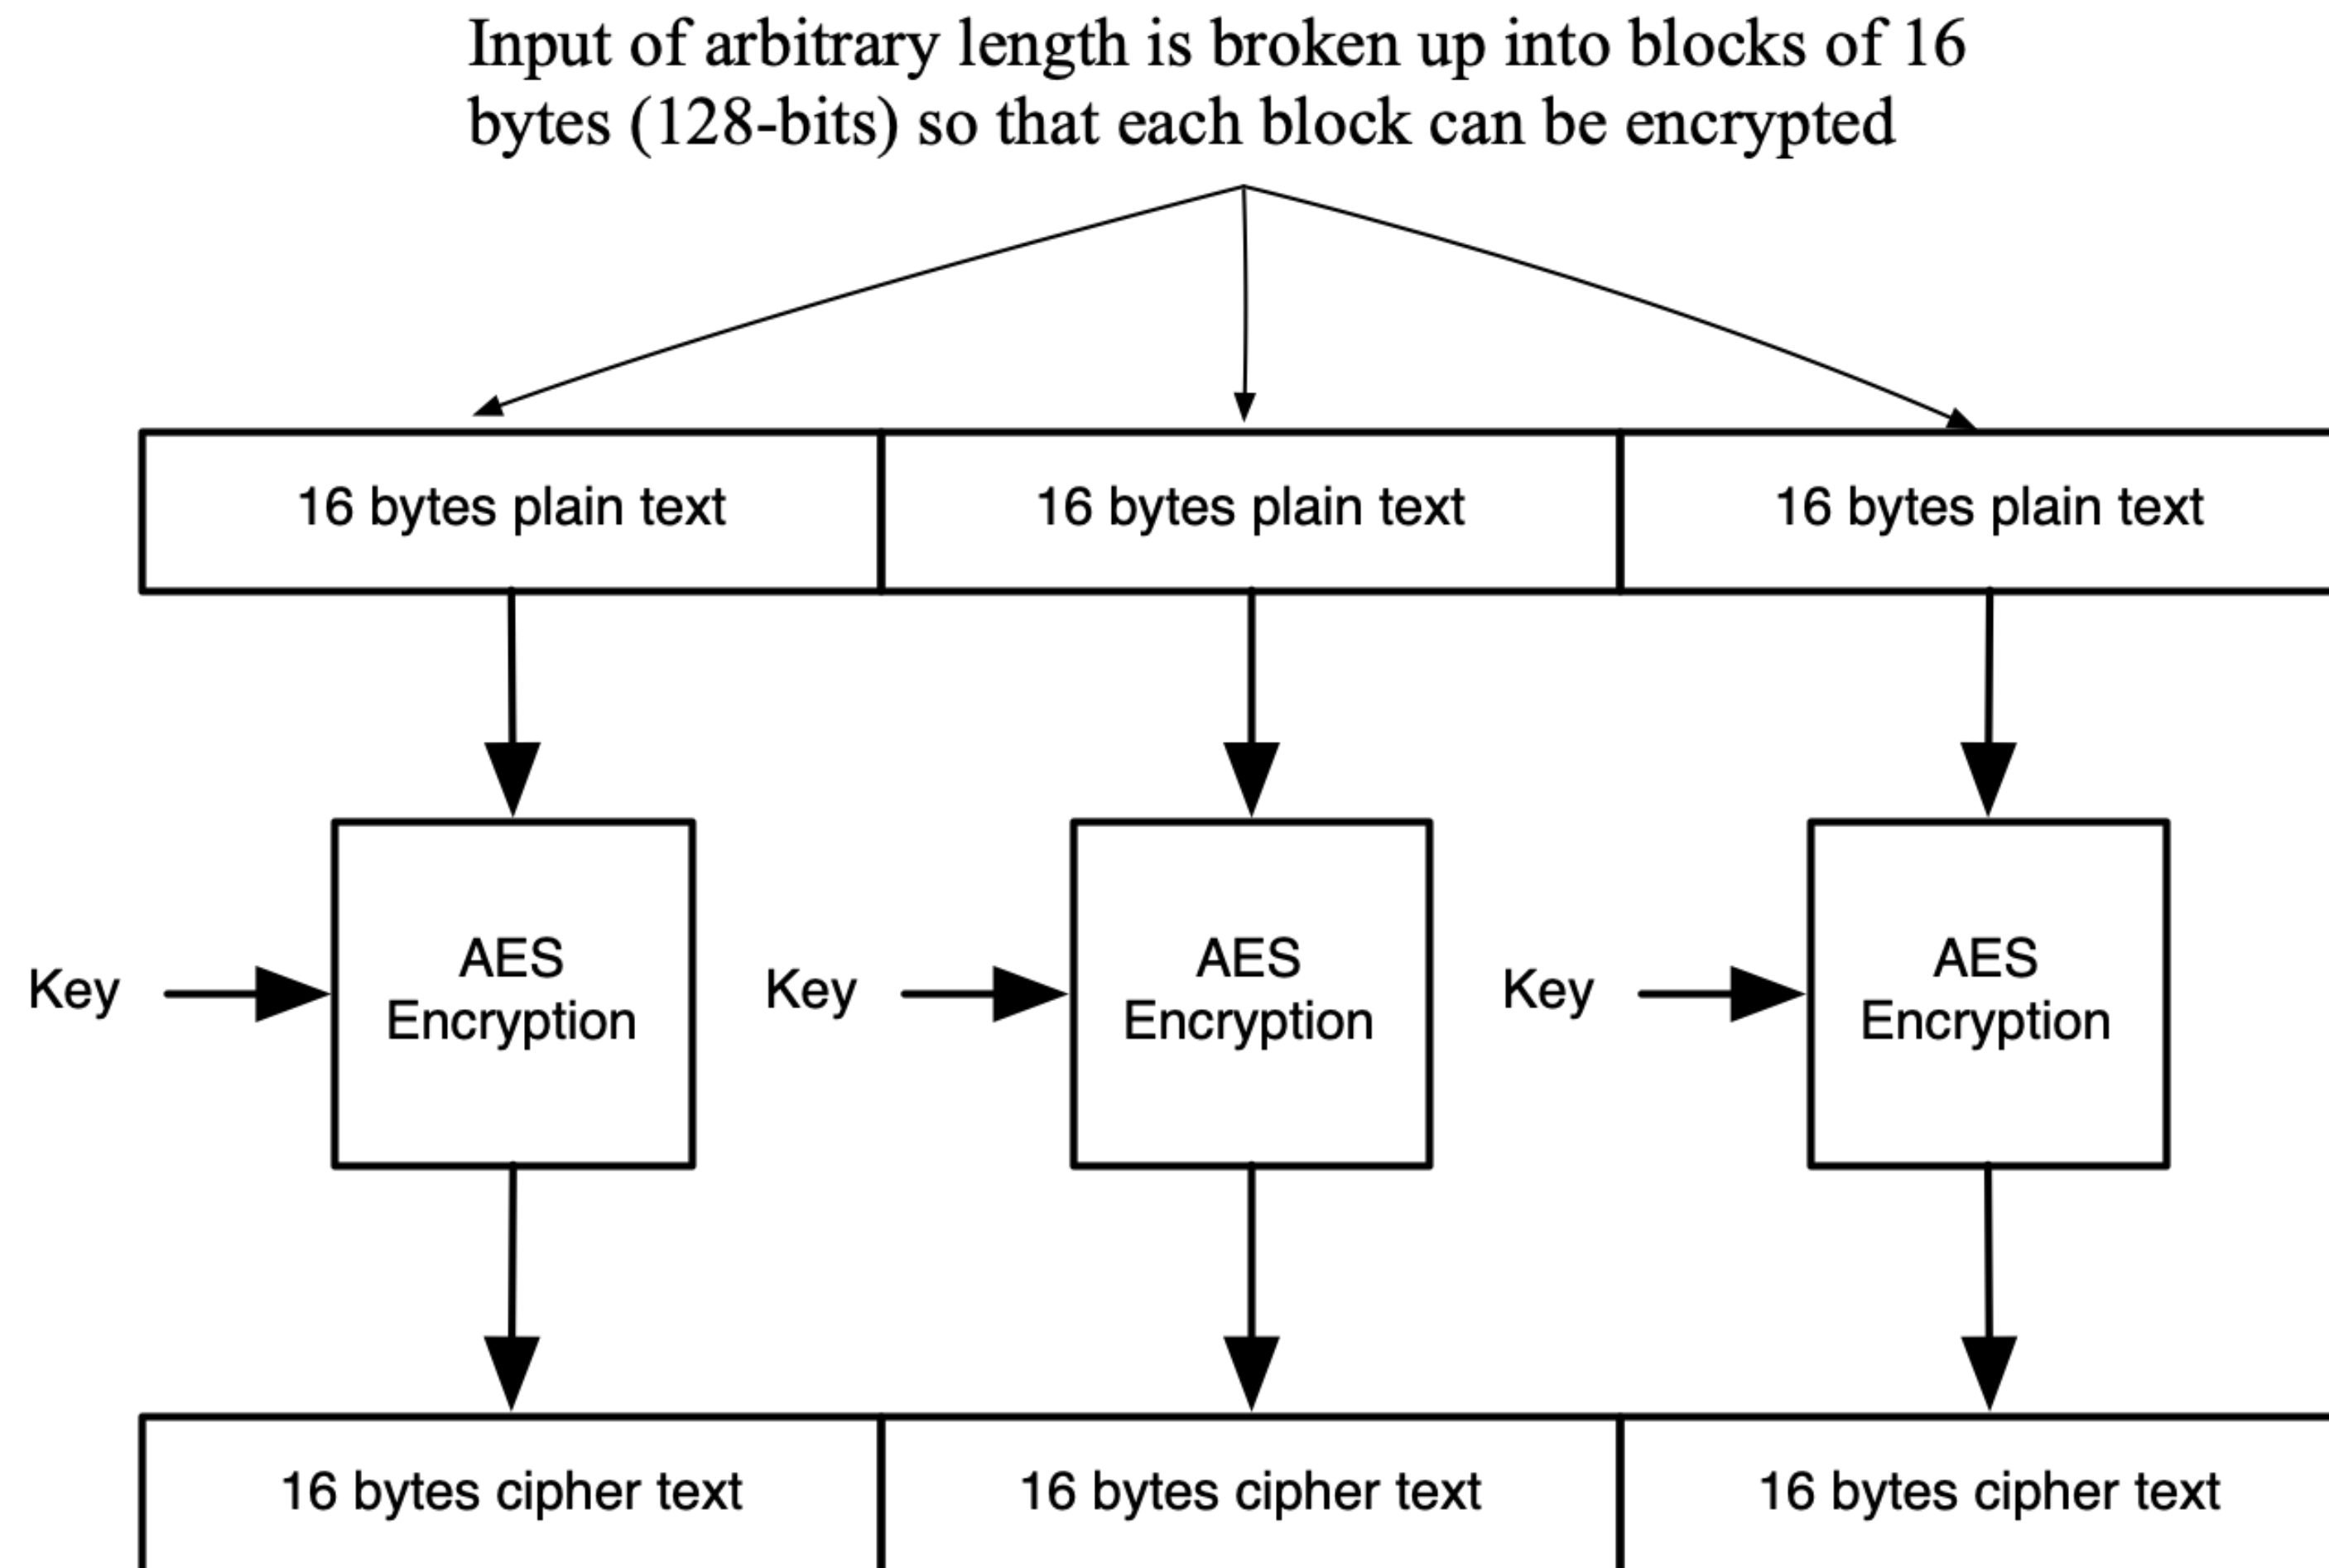 Input of arbitrary length is broken up into blocks of 16
bytes (128-bits) so that each block can be encrypted
16 bytes plain text
16 bytes plain text
16 bytes plain text
Key
AES
Encryption
Key
AES
Encryption
Key
AES
Encryption
16 bytes cipher text
16 bytes cipher text
16 bytes cipher text